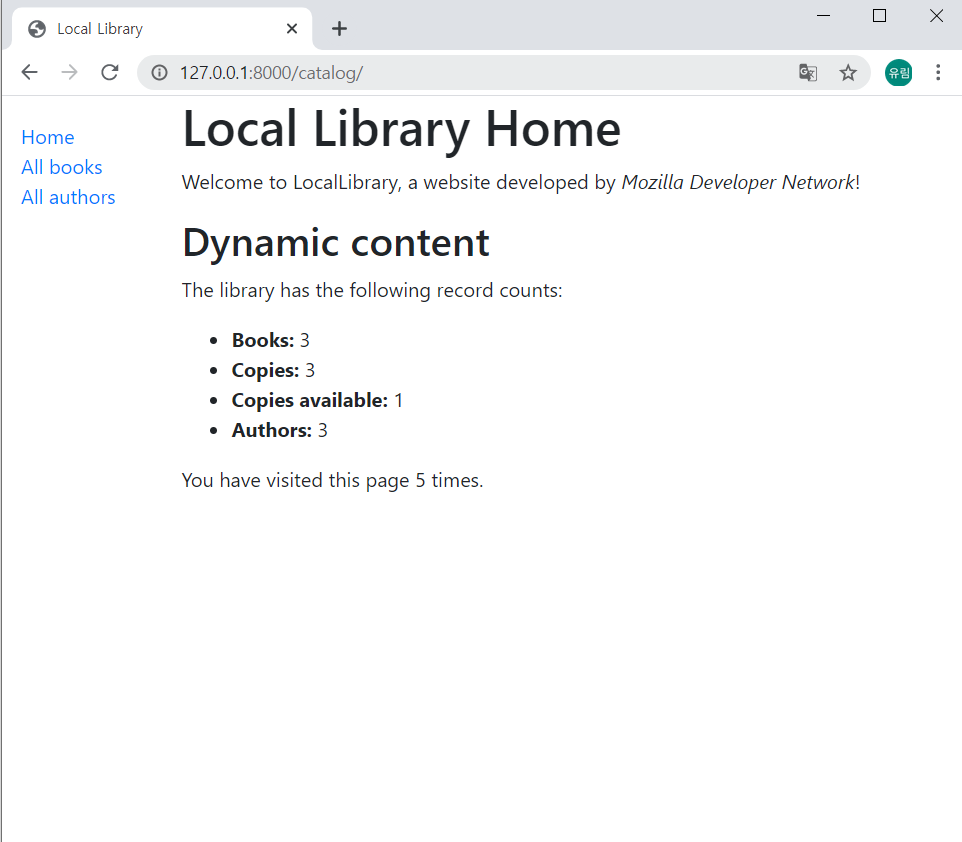 Local Library
127.0.0.1:8000/catalog/
유림
Home
All books
All authors
Local Library Home
Welcome to LocalLibrary, a website developed by Mozilla Developer Network!
Dynamic content
The library has the following record counts:
Books: 3
Copies: 3
Copies available: 1
Authors: 3
You have visited this page 5 times.